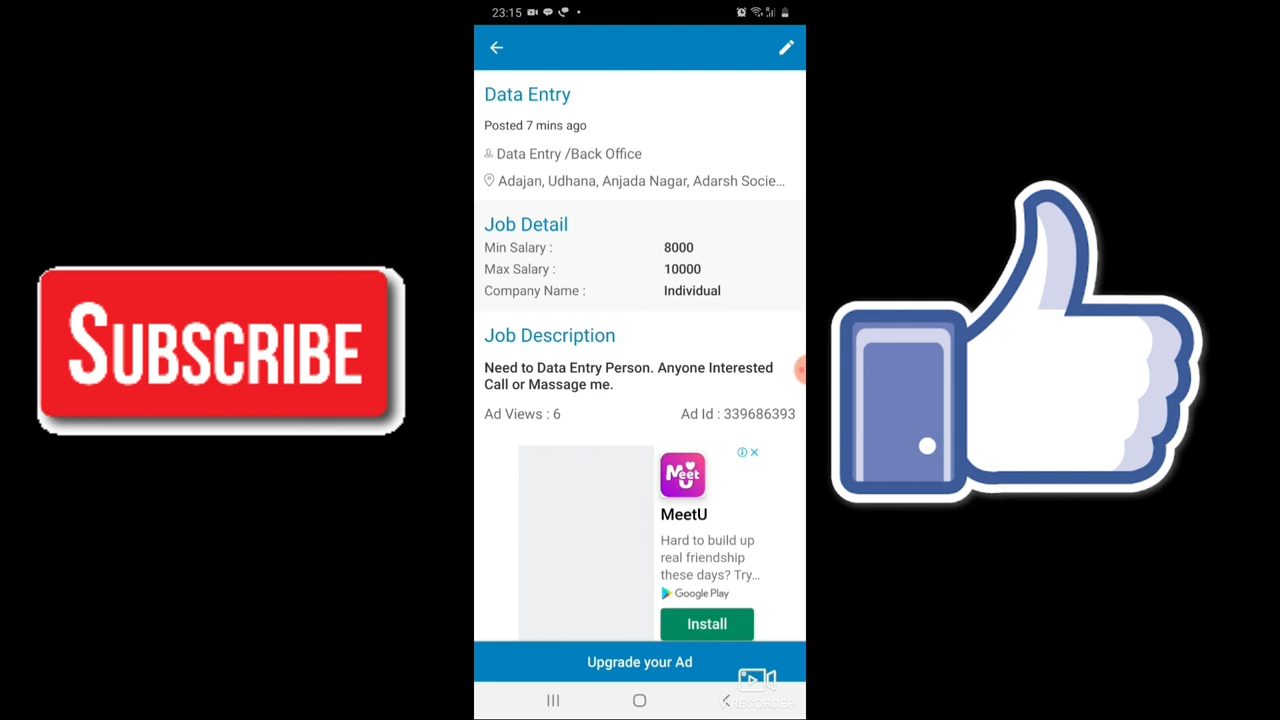 23:15
Data Entry
Posted 7 mins ago
Data Entry /Back Office
Adajan, Udhana, Anjada Nagar, Adarsh Socie...
Job Detail
Min Salary : 8000
Max Salary : 10000
Company Name : Individual
SUBSCRIBE
Job Description
Need to Data Entry Person. Anyone Interested
Call or Massage me.
Ad Views : 6 Ad Id : 339686393
Meet U
MeetU
Hard to build up
real friendship
these days? Try...
Google Play
Install
Upgrade your Ad
RECORDER